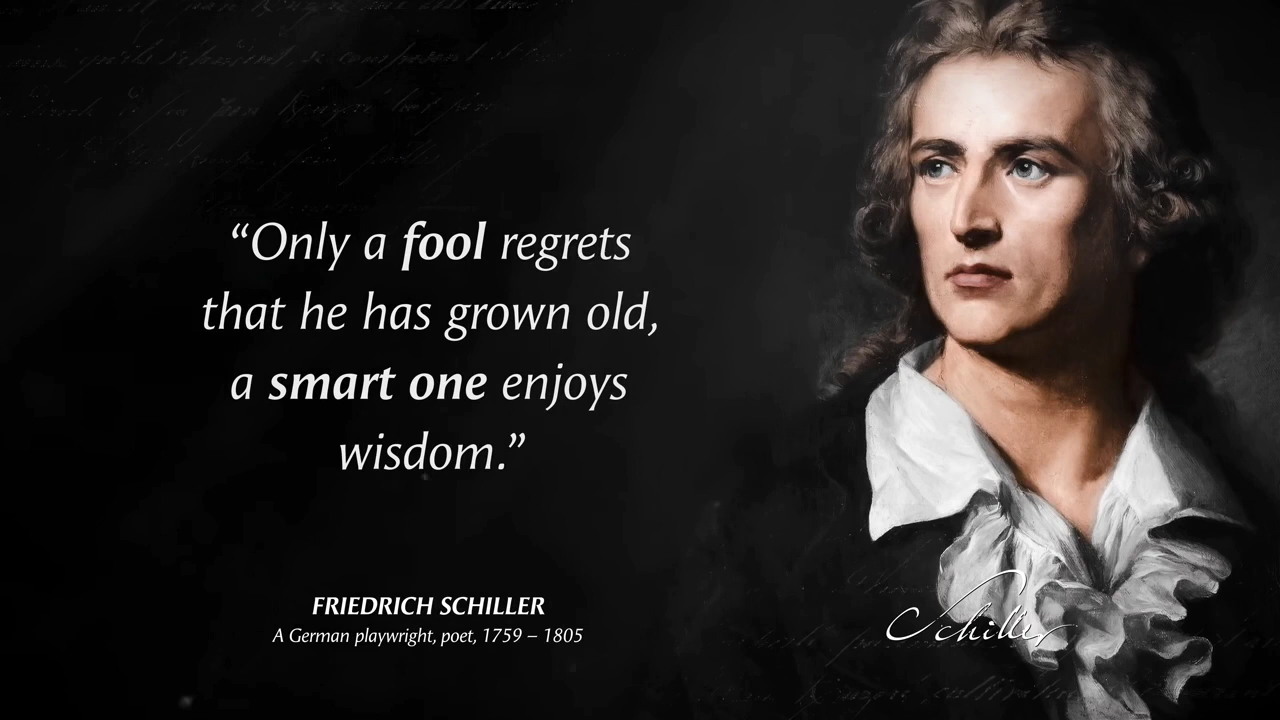 “Only a fool regrets
that he has grown old,
a smart one enjoys
wisdom.”
FRIEDRICH SCHILLER
A German playwright, poet, 1759 – 1805
Schiller